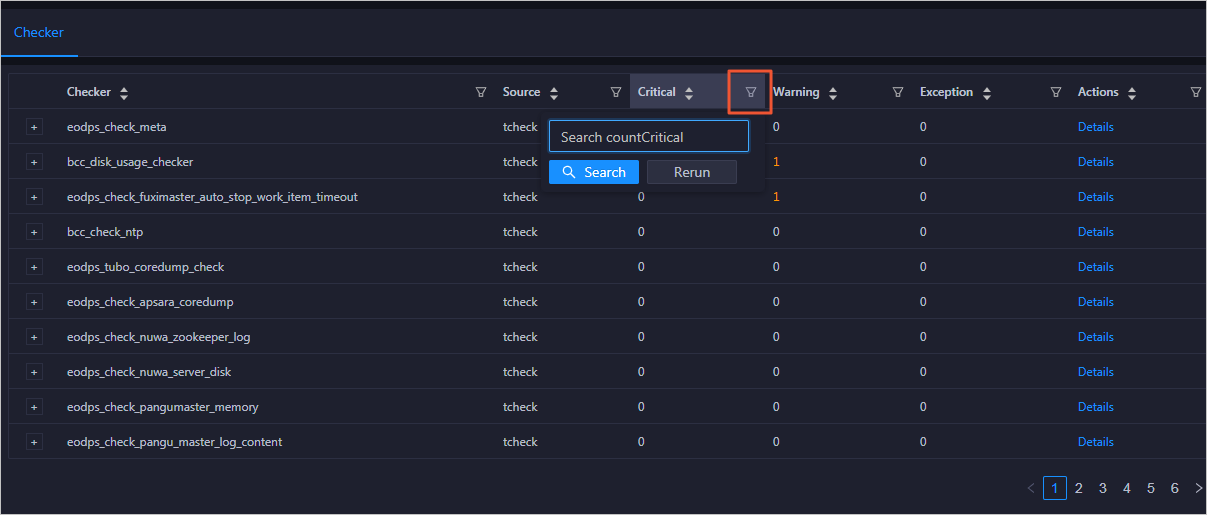 Checker
Checker Source Critical Warning Exception Actions
+ eodps_check_meta tcheck 0 0 Details
Search countCritical
+ bcc_disk_usage_checker tcheck 1 0 Details
Search Rerun
+ eodps_check_fuximaster_auto_stop_work_item_timeout tcheck 0 1 0 Details
+ bcc_check_ntp tcheck 0 0 0 Details
+ eodps_tubo_coredump_check tcheck 0 0 0 Details
+ eodps_check_apsara_coredump tcheck 0 0 0 Details
+ eodps_check_nuwa_zookeeper_log tcheck 0 0 0 Details
+ eodps_check_nuwa_server_disk tcheck 0 0 0 Details
+ eodps_check_pangumaster_memory tcheck 0 0 0 Details
+ eodps_check_pangu_master_log_content tcheck 0 0 0 Details
< 1 2 3 4 5 6 >